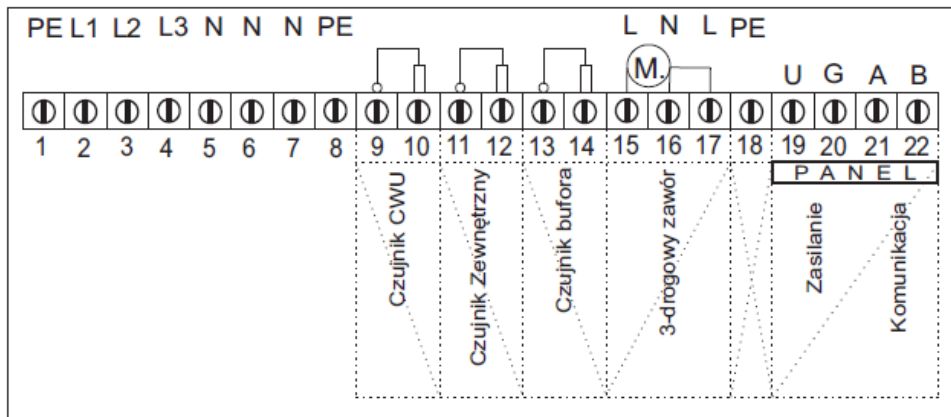 PE L1 L2 L3 N N N PE L N L PE
M.
U G A B
1 2 3 4 5 6 7 8 9 10 11 12 13 14 15 16 17 18 19 20 21 22
PANEL
Czujnik CWU
Czujnik Zewnętrzny
Czujnik bufora
3-drogowy zawór
Zasilanie
Komunikacja